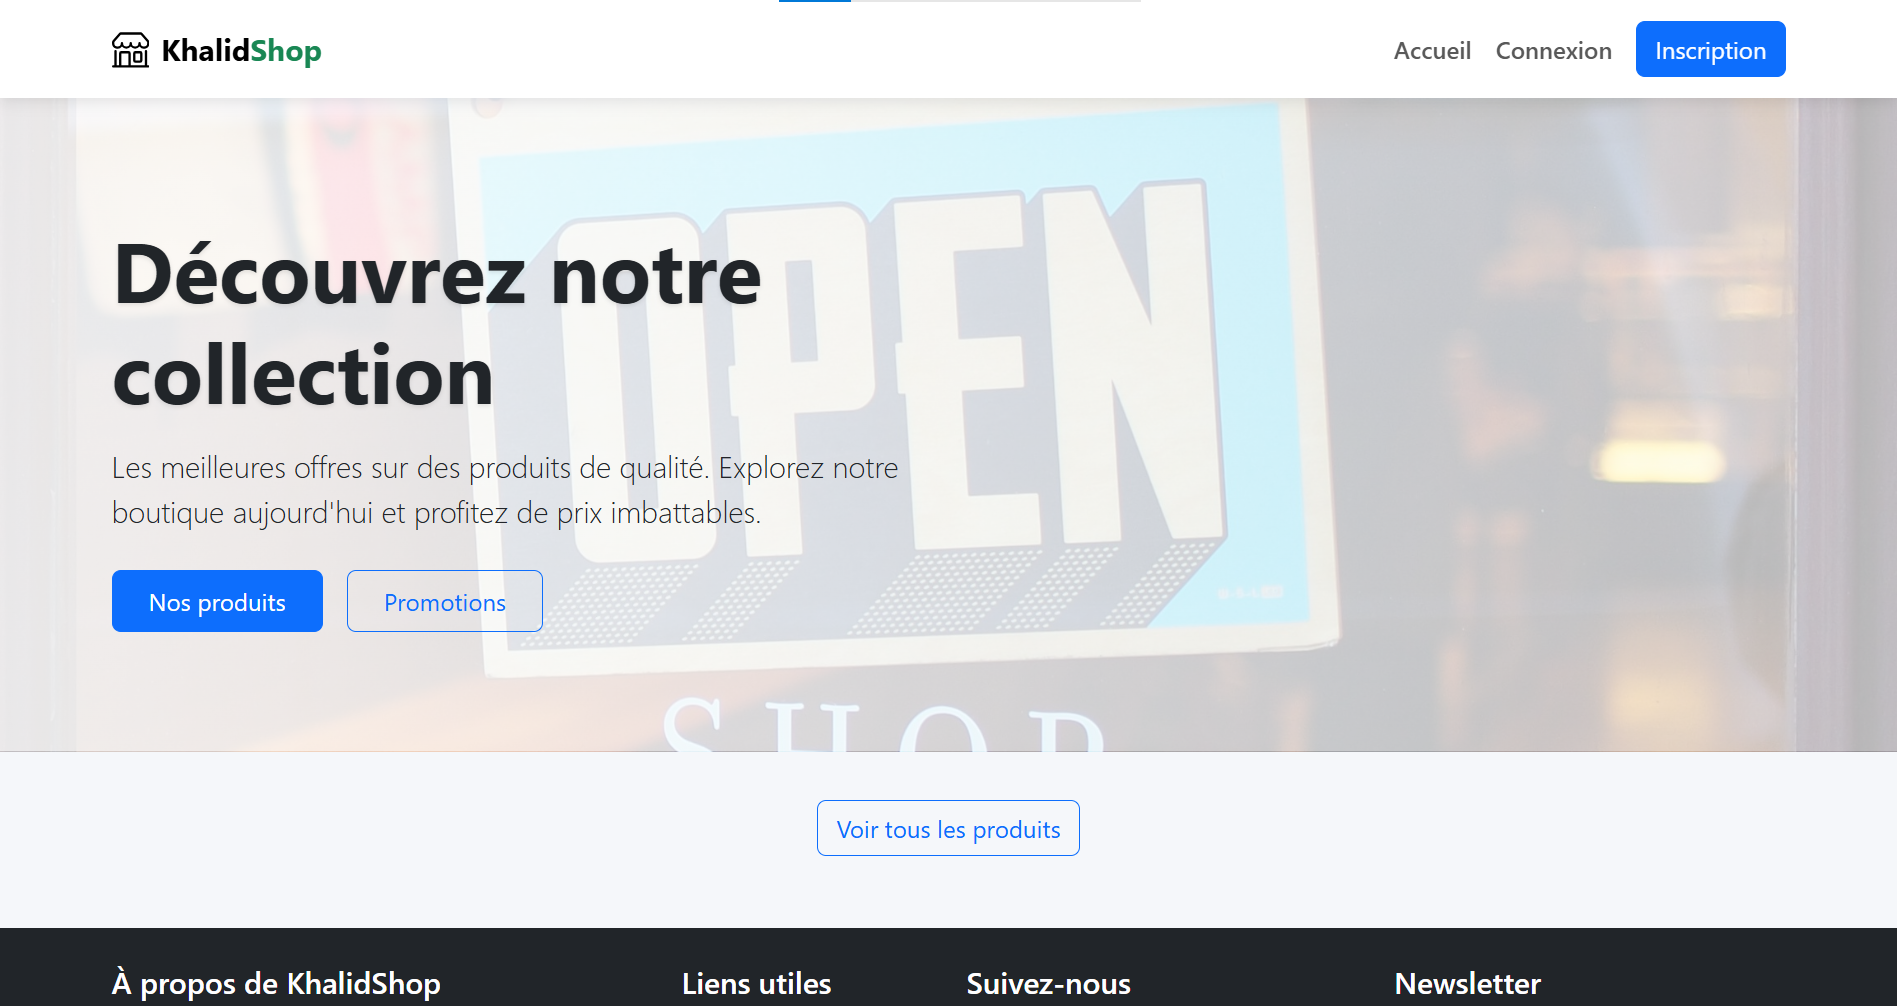 KhalidShop
Accueil
Connexion
Inscription
OPEN
Découvrez notre
collection
Les meilleures offres sur des produits de qualité. Explorez notre
boutique aujourd'hui et profitez de prix imbattables.
Nos produits
Promotions
SHOP
Voir tous les produits
À propos de KhalidShop
Liens utiles
Suivez-nous
Newsletter